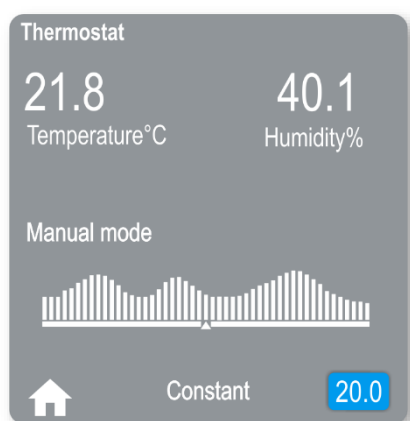 Thermostat
21.8 40.1
Temperature°C Humidity%
Manual mode
Constant 20.0